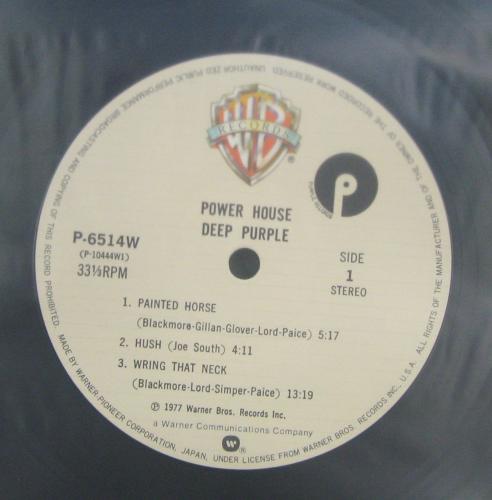 WB
RECORDS
®
P
POWER HOUSE
DEEP PURPLE
P-6514W
(P-10444W1)
33⅓RPM
SIDE
1
STEREO
1. PAINTED HORSE
(Blackmore-Gillan-Glover-Lord-Paice) 5:17
2. HUSH (Joe South) 4:11
3. WRING THAT NECK
(Blackmore-Lord-Simper-Paice) 13:19
℗ 1977 Warner Bros. Records Inc.
a Warner Communications Company
®
MADE BY WARNER-PIONEER CORPORATION, JAPAN, UNDER LICENSE FROM WARNER BROS. RECORDS INC., U.S.A. ALL RIGHTS OF THE MANUFACTURER AND OF THE OWNER OF THE RECORDED WORK RESERVED. UNAUTHORIZED PUBLIC PERFORMANCE, BROADCASTING AND COPYING OF THIS RECORD PROHIBITED.